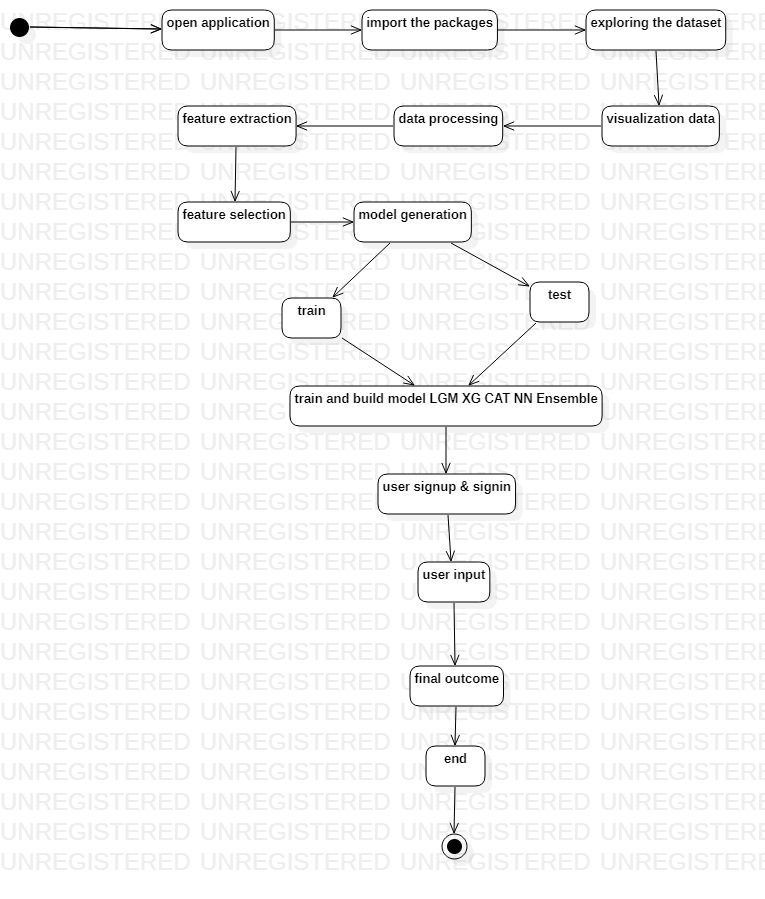 open application
import the packages
exploring the dataset
feature extraction
data processing
visualization data
feature selection
model generation
train
test
train and build model LGM XG CAT NN Ensemble
user signup & signin
user input
final outcome
end
UNREGISTERED